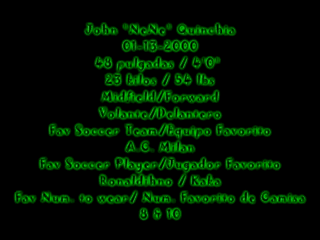 John "NeNe" Quinchia
01-13-2000
48 pulgadas / 4'0"
23 kilos / 54 lbs
Midfield/Forward
Volante/Delantero
Fav Soccer Team/Equipo Favorito
A.C. Milan
Fav Soccer Player/Jugador Favorito
Ronaldihno / Kaka
Fav Num. to wear/ Num. Favorito de Camisa
8 & 10